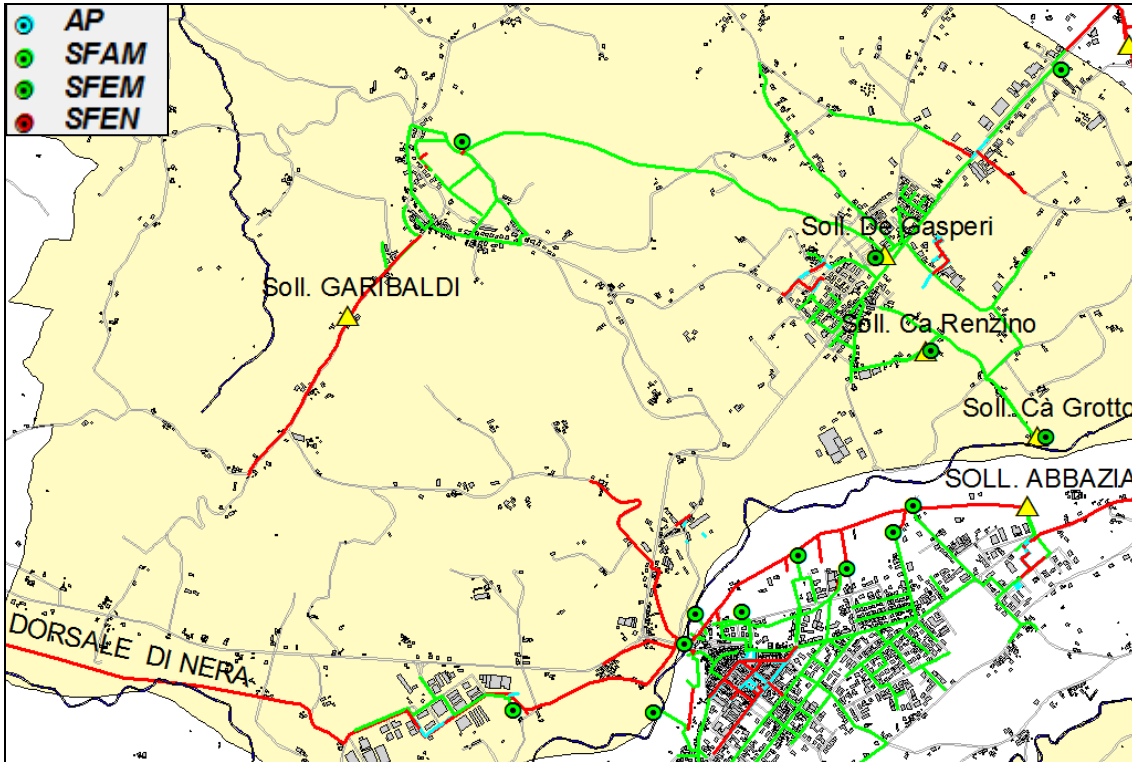 AP
SFAM
SFEM
SFEN
Soll. De Gasperi
Soll. GARIBALDI
Soll. Ca Renzino
Soll. Cà Grotto
SOLL. ABBAZIA
DORSALE DI NERA